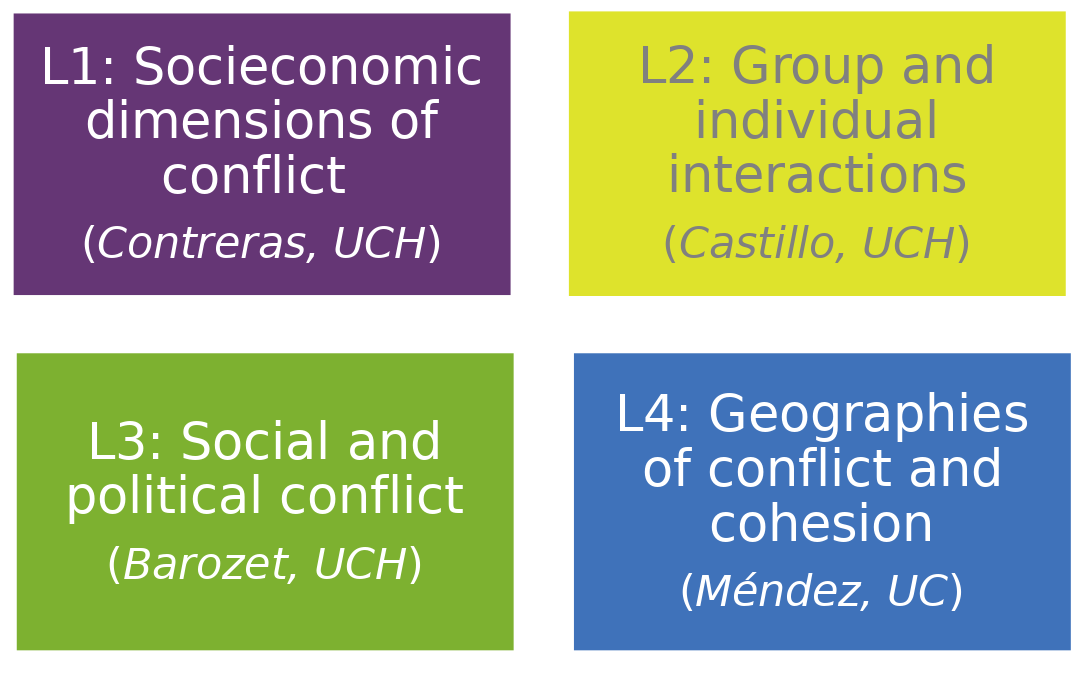 L1: Socieconomic
dimensions of
conflict
(Contreras, UCH)
L2: Group and
individual
interactions
(Castillo, UCH)
L3: Social and
political conflict
(Barozet, UCH)
L4: Geographies
of conflict and
cohesion
(Méndez, UC)